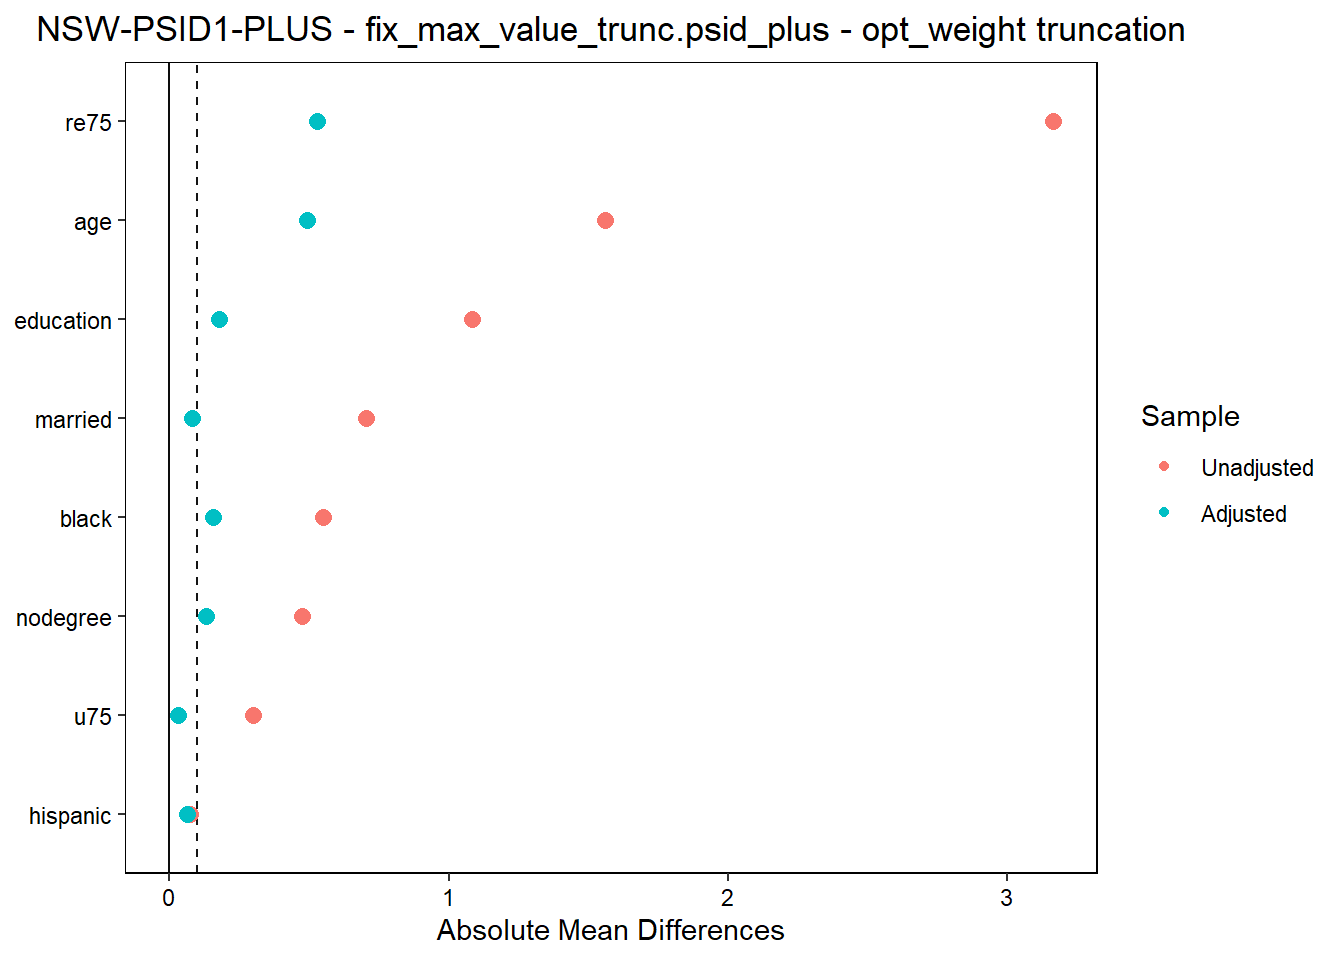 NSW-PSID1-PLUS - fix_max_value_trunc.psid_plus - opt_weight truncation
re75
age
education
married
black
nodegree
u75
hispanic
0 1 2 3
Absolute Mean Differences
Sample
Unadjusted
Adjusted